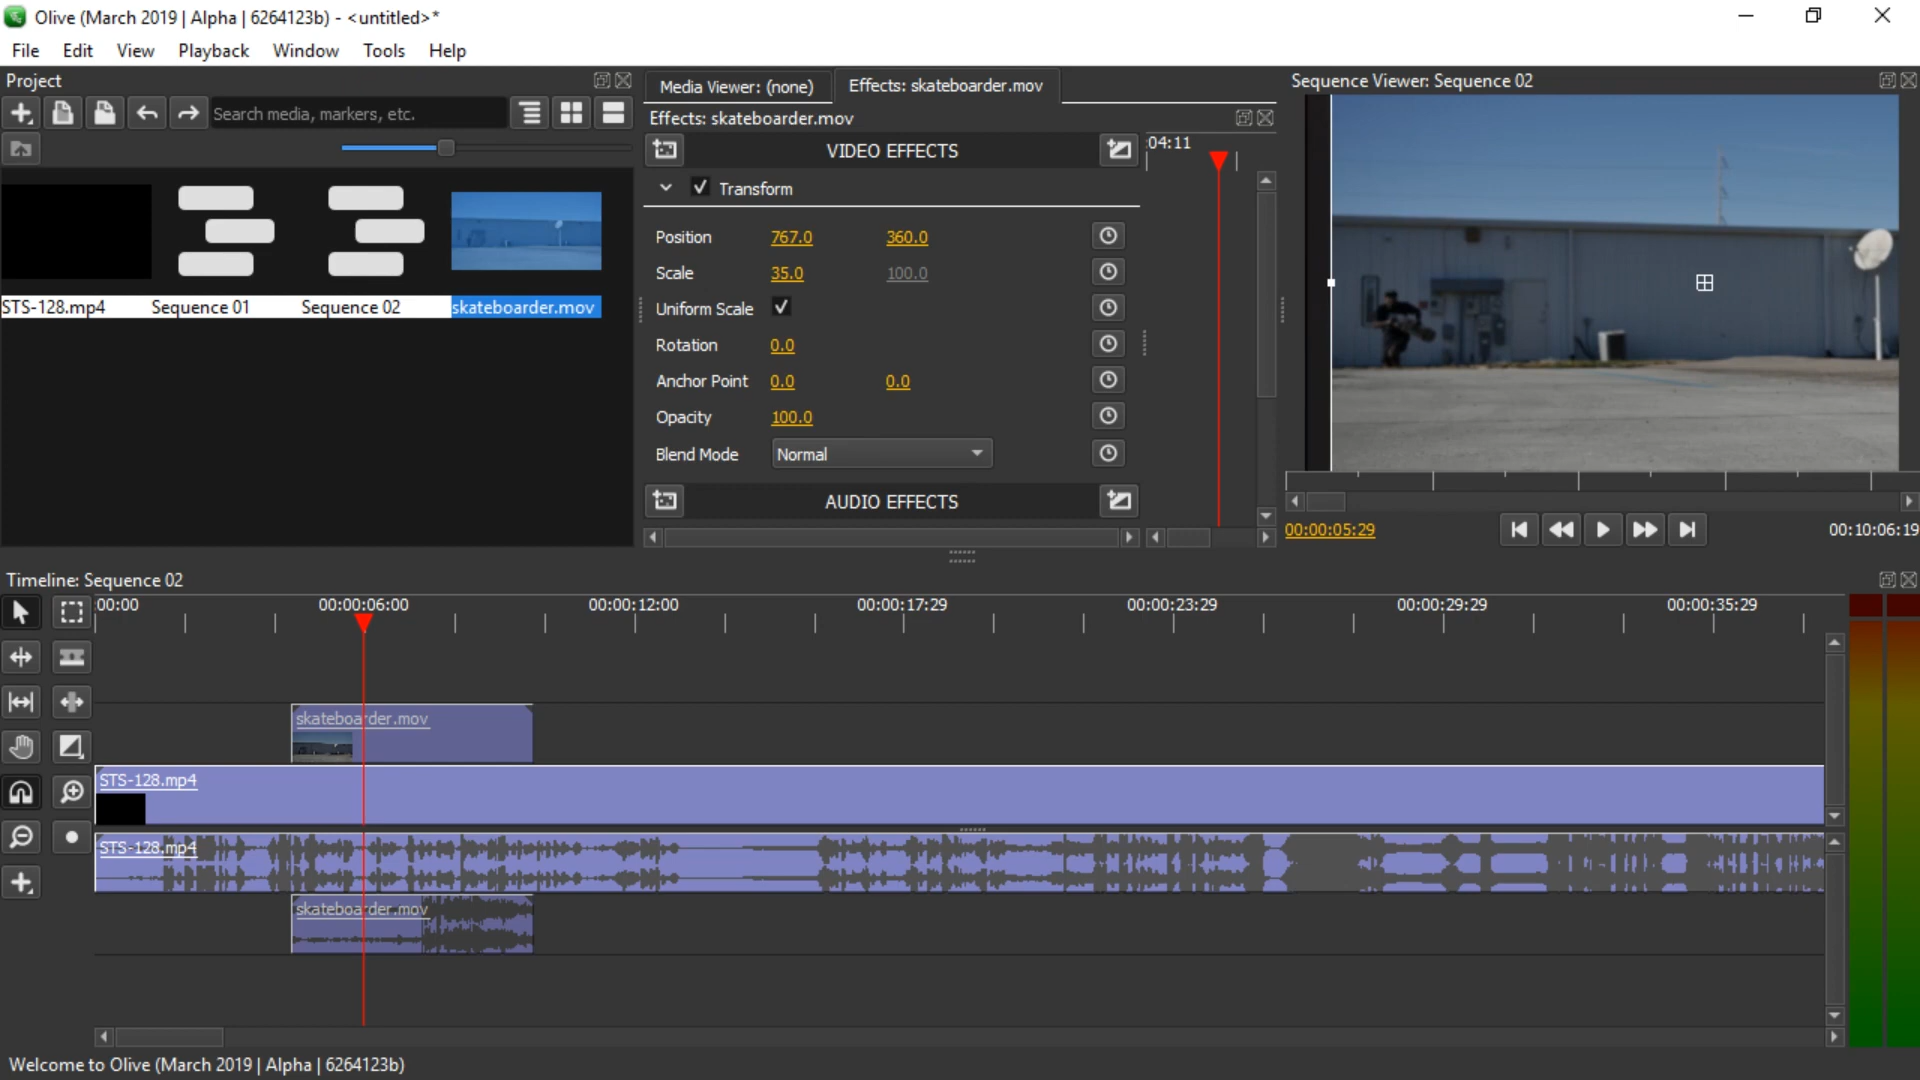 Olive (March 2019 | Alpha | 6264123b) - <untitled>*
File Edit View Playback Window Tools Help
Project
Search media, markers, etc.
STS-128.mp4 Sequence 01 Sequence 02 skateboarder.mov
Media Viewer: (none) Effects: skateboarder.mov
Effects: skateboarder.mov
VIDEO EFFECTS
:04:11
Transform
Position 767.0 360.0
Scale 35.0 100.0
Uniform Scale
Rotation 0.0
Anchor Point 0.0 0.0
Opacity 100.0
Blend Mode Normal
AUDIO EFFECTS
Sequence Viewer: Sequence 02
00:00:05:29 00:10:06:19
Timeline: Sequence 02
:00:00 00:00:06:00 00:00:12:00 00:00:17:29 00:00:23:29 00:00:29:29 00:00:35:29
skateboarder.mov
STS-128.mp4
STS-128.mp4
skateboarder.mov
Welcome to Olive (March 2019 | Alpha | 6264123b)